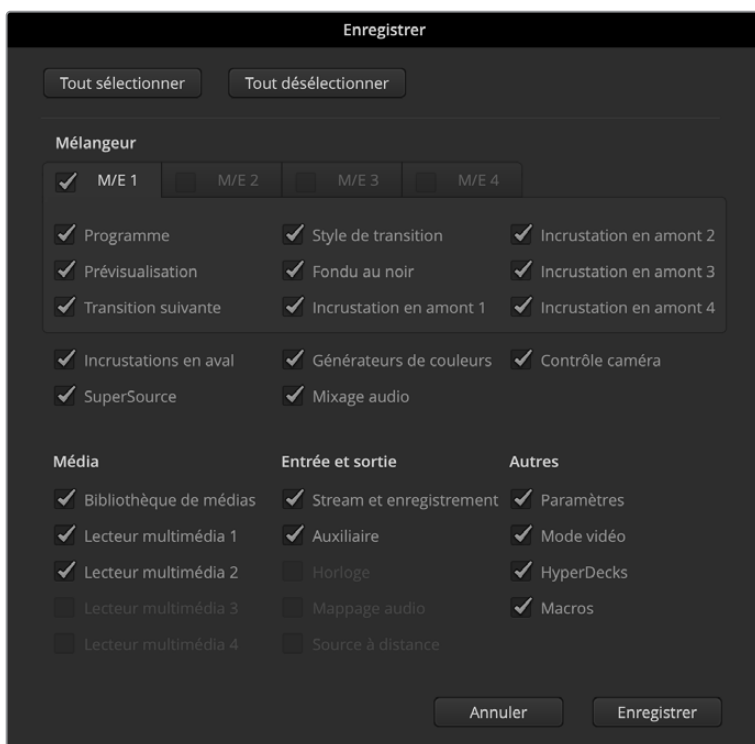 Enregistrer
Tout sélectionner Tout désélectionner
Mélangeur
M/E 1 M/E 2 M/E 3 M/E 4
Programme Style de transition Incrustation en amont 2
Prévisualisation Fondu au noir Incrustation en amont 3
Transition suivante Incrustation en amont 1 Incrustation en amont 4
Incrustations en aval Générateurs de couleurs Contrôle caméra
SuperSource Mixage audio
Média Entrée et sortie Autres
Bibliothèque de médias Stream et enregistrement Paramètres
Lecteur multimédia 1 Auxiliaire Mode vidéo
Lecteur multimédia 2 Horloge HyperDecks
Lecteur multimédia 3 Mappage audio Macros
Lecteur multimédia 4 Source à distance
Annuler Enregistrer